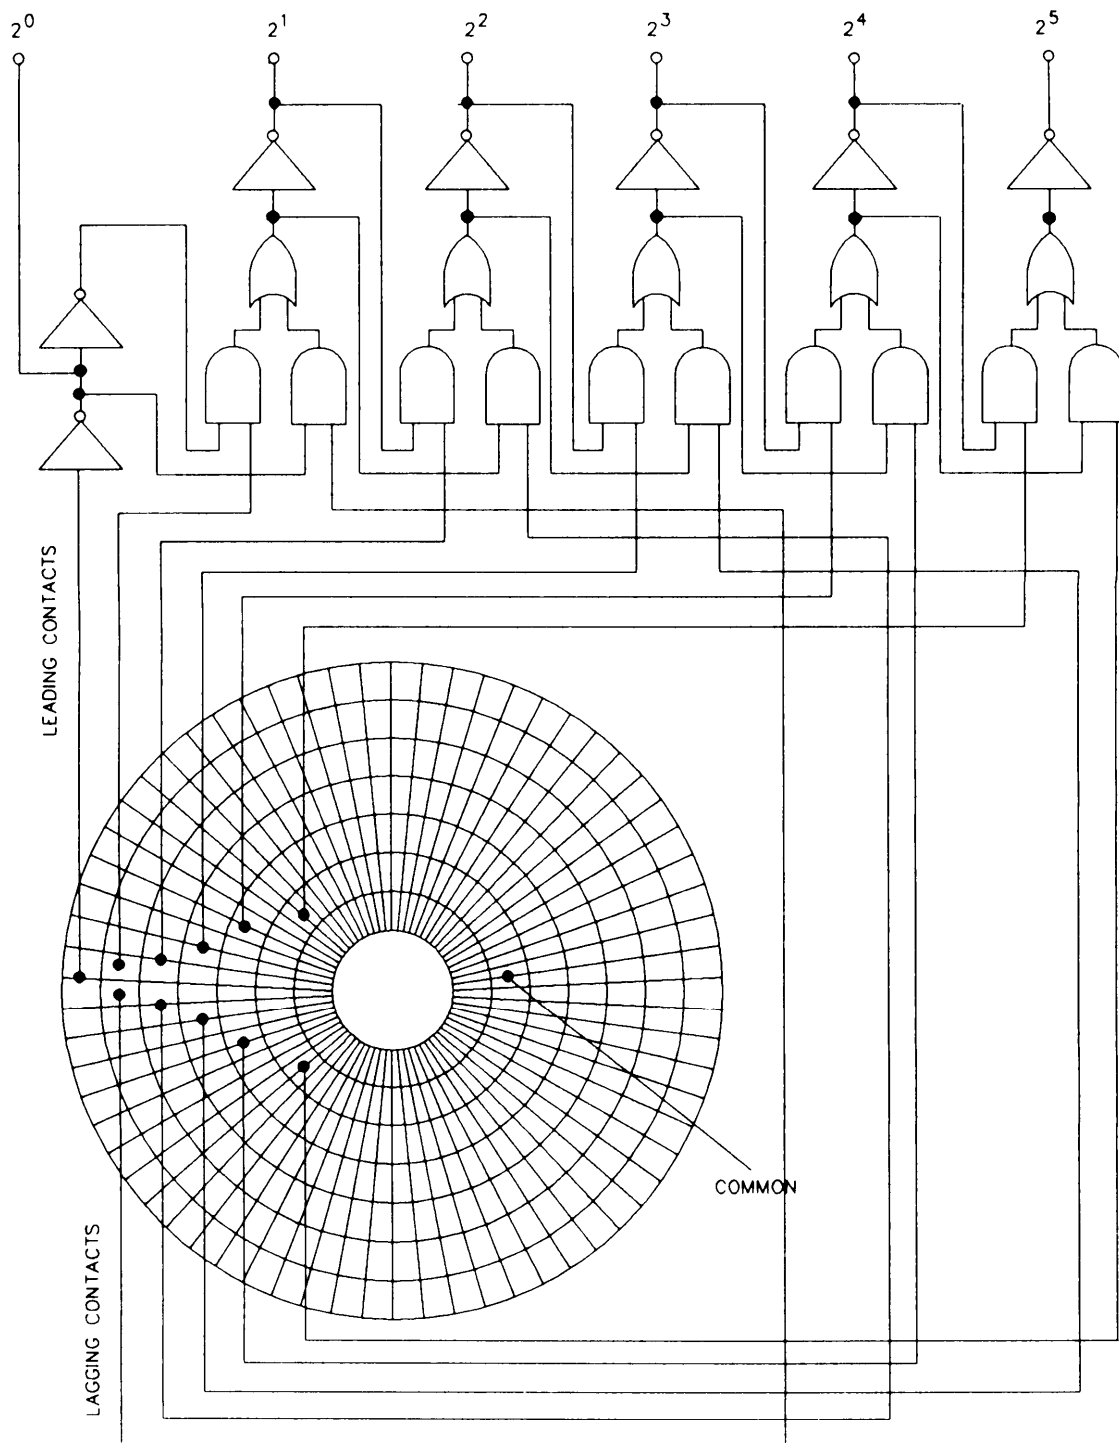 2⁰
2¹
2²
2³
2⁴
2⁵
LEADING CONTACTS
COMMON
LAGGING CONTACTS